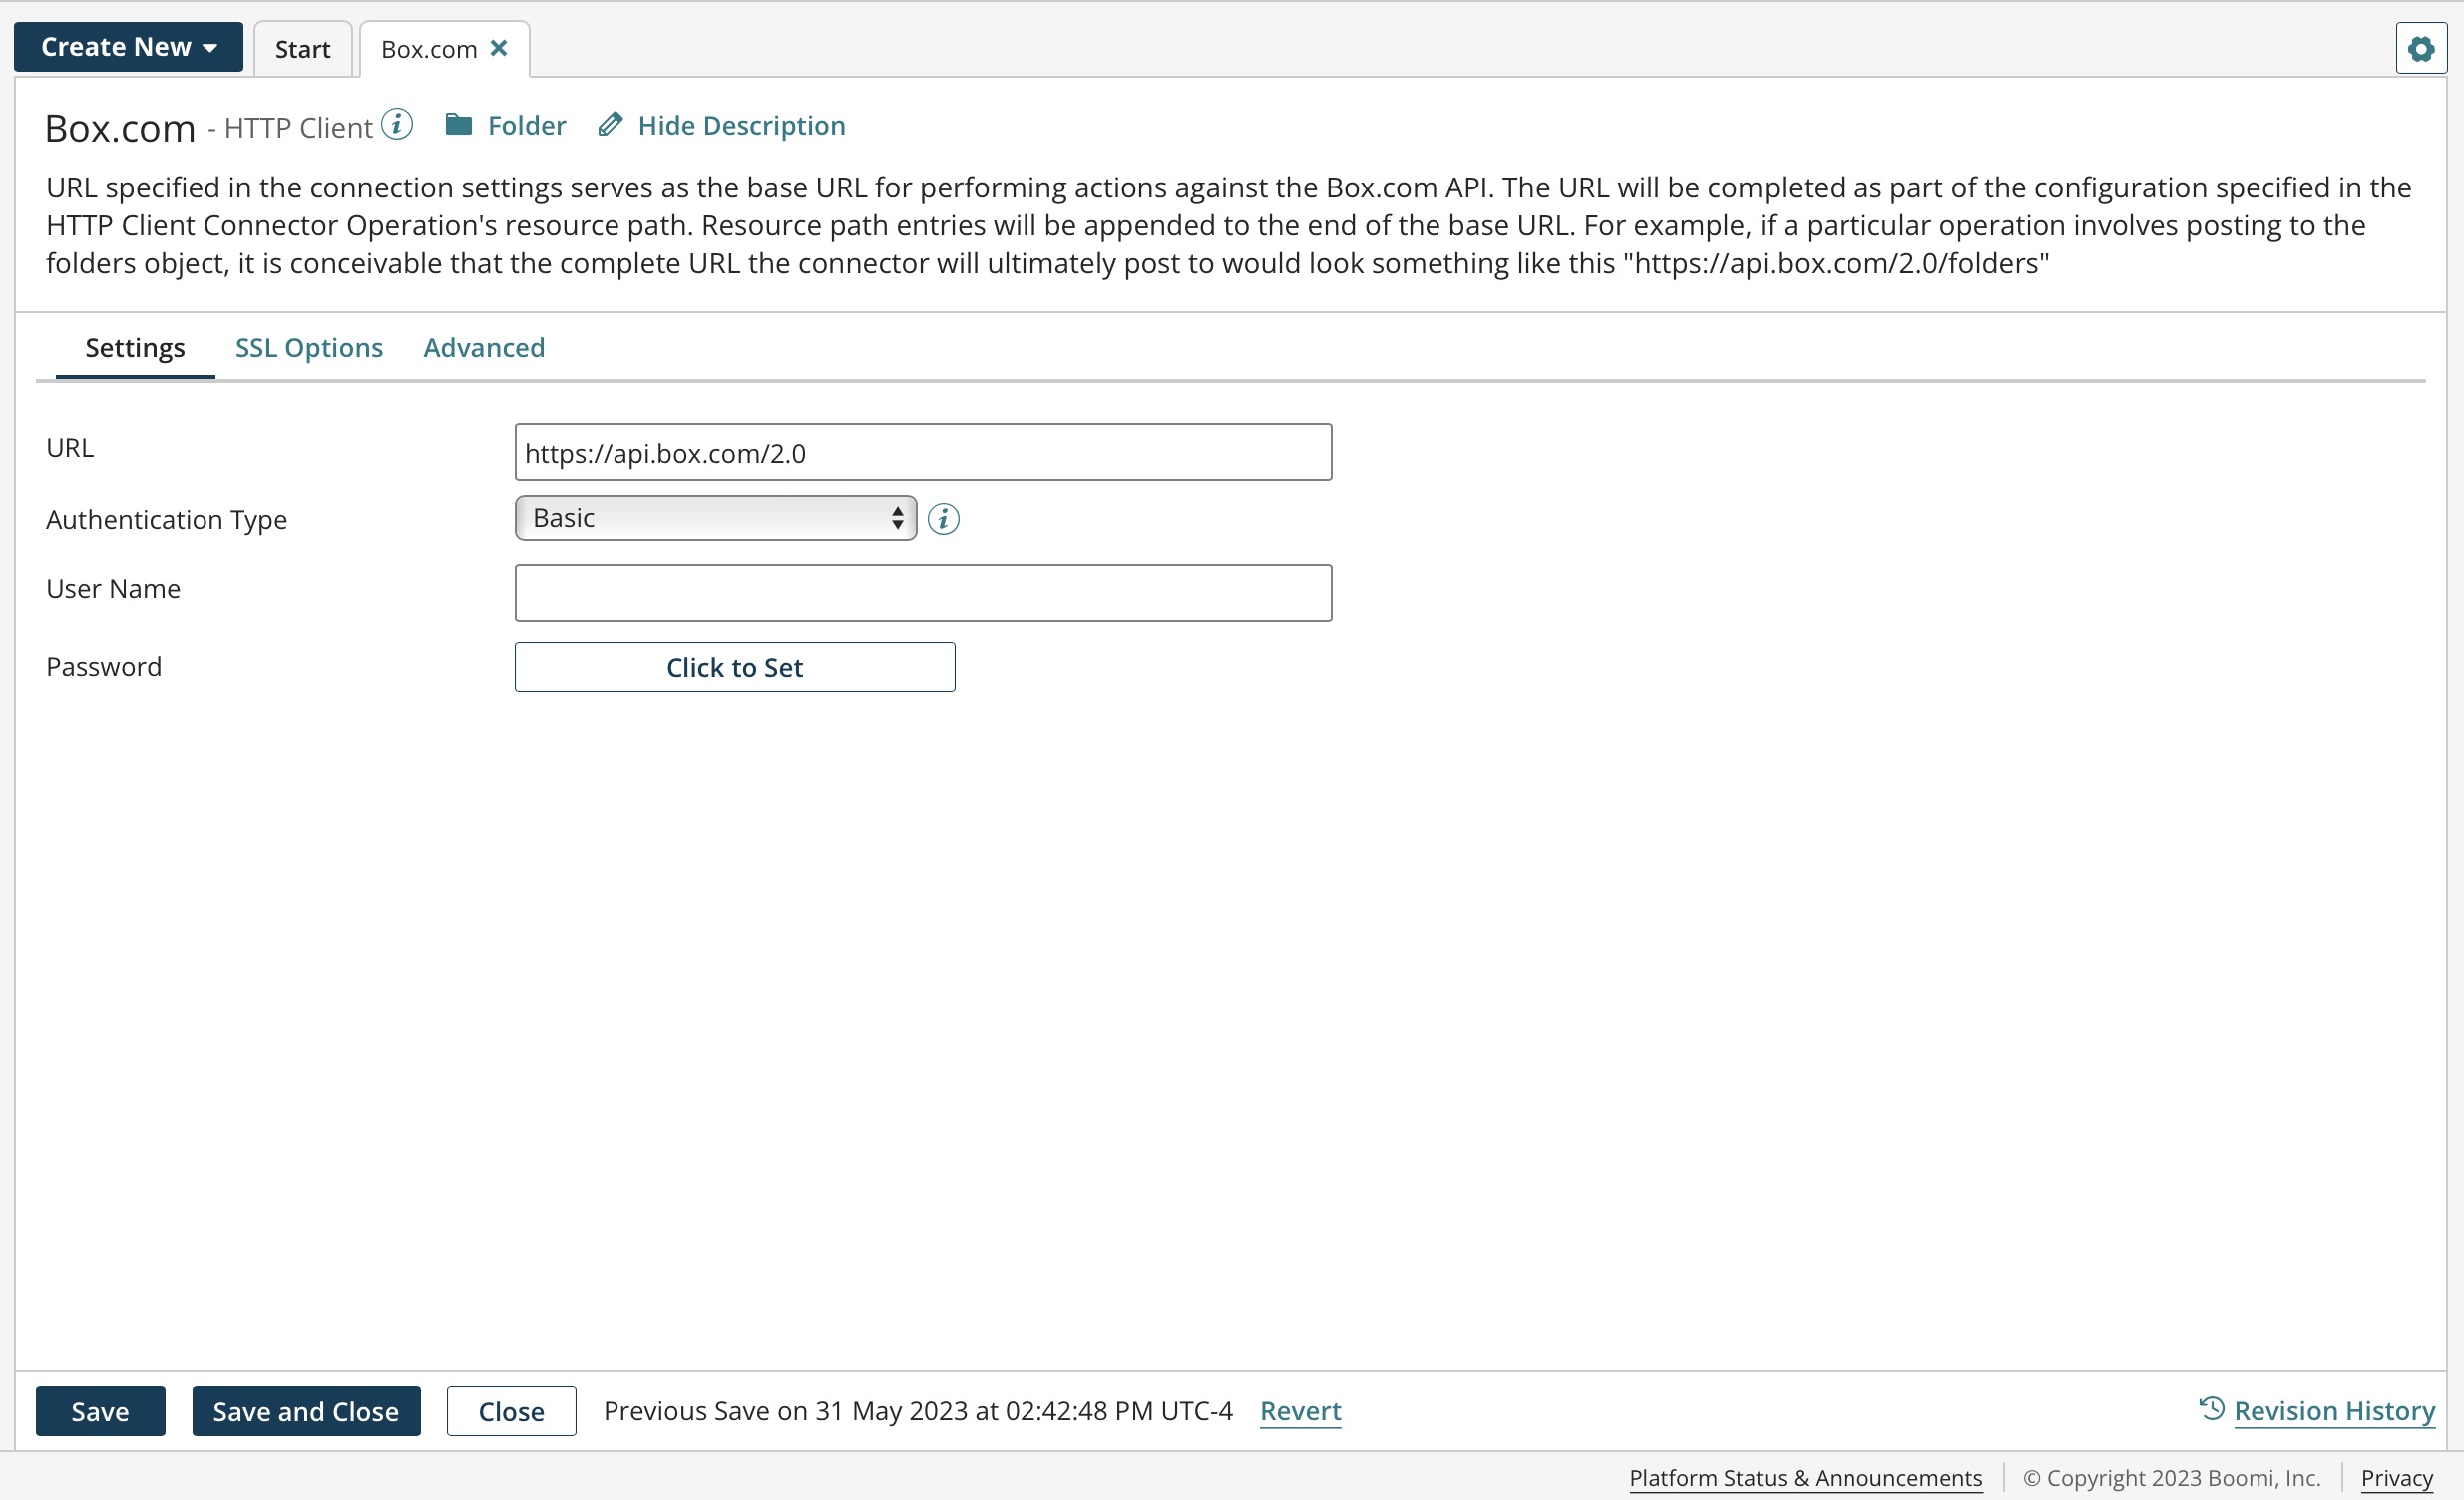 Create New
Start
Box.com
Box.com - HTTP Client
Folder
Hide Description
URL specified in the connection settings serves as the base URL for performing actions against the Box.com API. The URL will be completed as part of the configuration specified in the
HTTP Client Connector Operation's resource path. Resource path entries will be appended to the end of the base URL. For example, if a particular operation involves posting to the
folders object, it is conceivable that the complete URL the connector will ultimately post to would look something like this "https://api.box.com/2.0/folders"
Settings
SSL Options
Advanced
URL
https://api.box.com/2.0
Authentication Type
Basic
User Name
Password
Click to Set
Save
Save and Close
Close
Previous Save on 31 May 2023 at 02:42:48 PM UTC-4
Revert
Revision History
Platform Status & Announcements
© Copyright 2023 Boomi, Inc.
Privacy